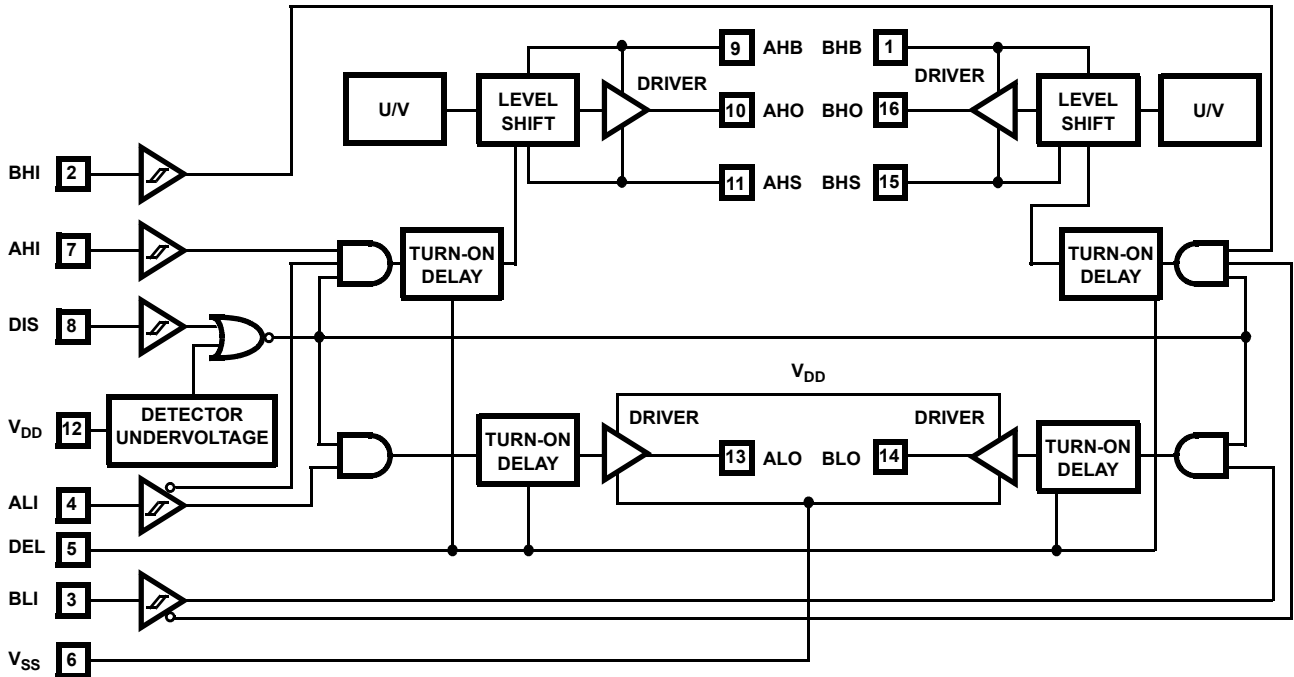 9 AHB BHB 1
DRIVER
DRIVER
U/V
LEVEL
SHIFT
10 AHO BHO 16
LEVEL
SHIFT
U/V
BHI 2
11 AHS BHS 15
AHI 7
TURN-ON
DELAY
TURN-ON
DELAY
DIS 8
VDD
VDD 12
DETECTOR
UNDERVOLTAGE
DRIVER
DRIVER
TURN-ON
DELAY
13 ALO BLO 14
TURN-ON
DELAY
ALI 4
DEL 5
BLI 3
VSS 6